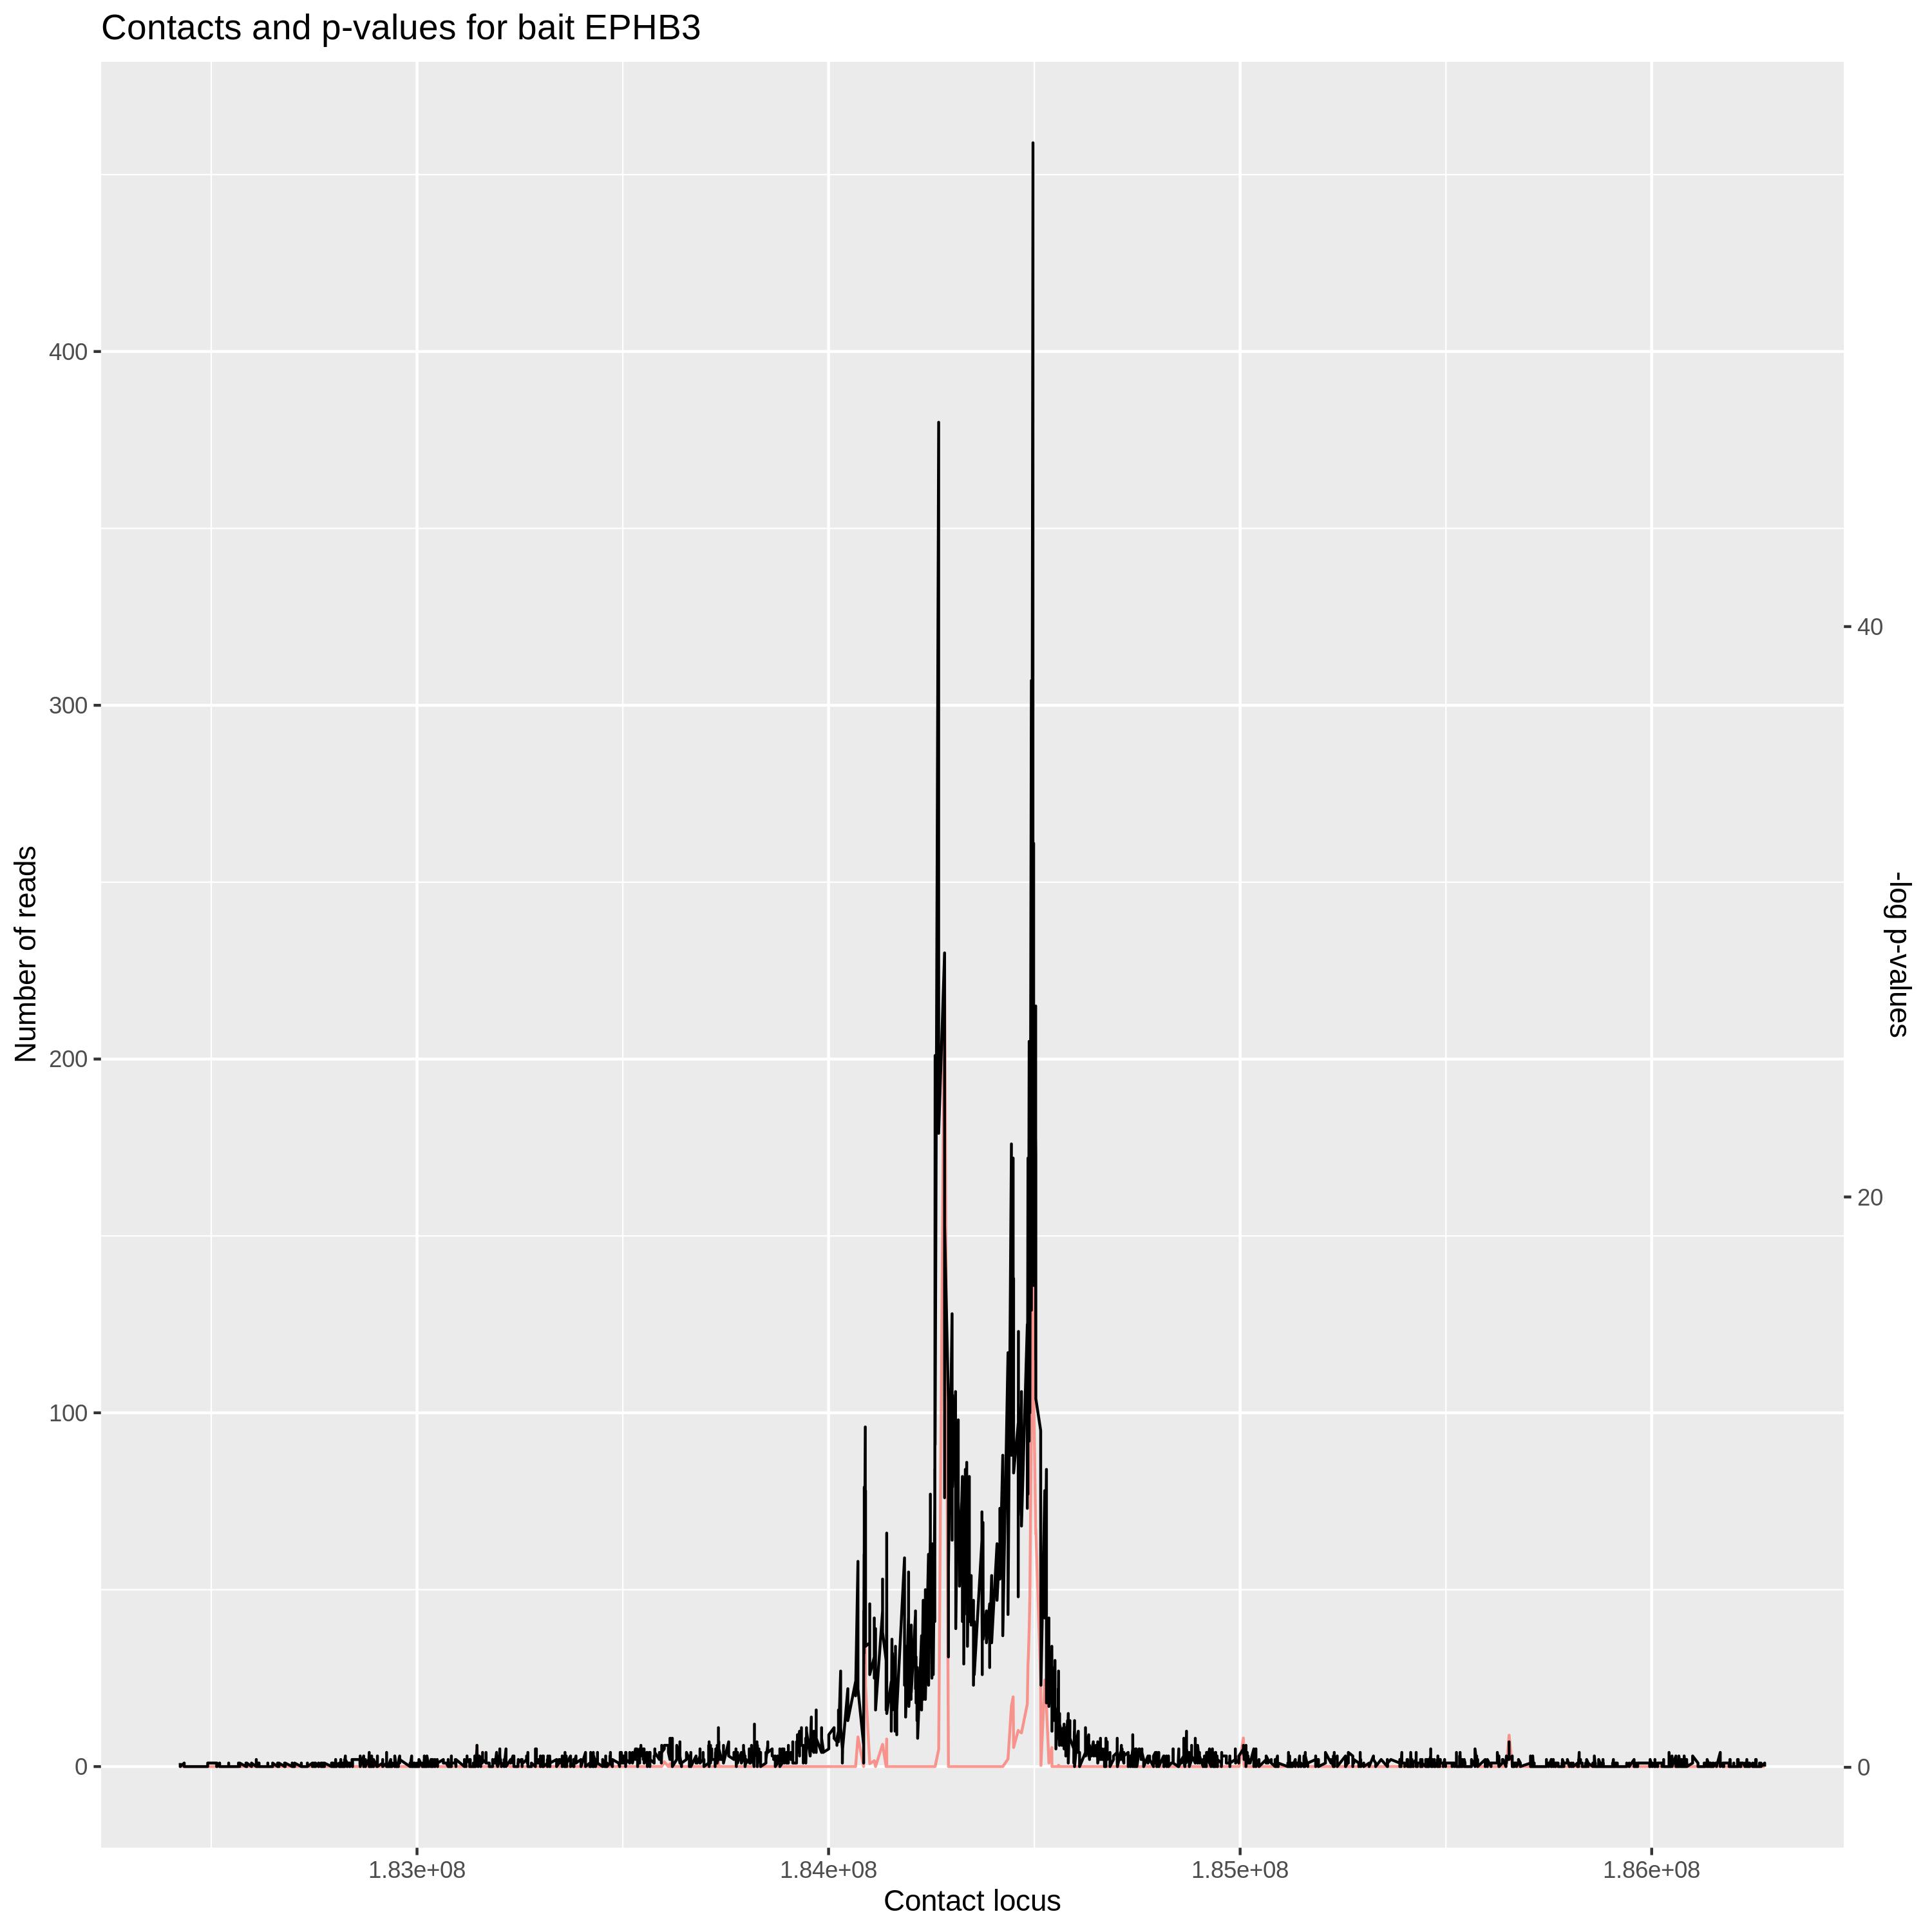 Contacts and p-values for bait EPHB3
Number of reads
400
300
200
100
0
-log p-values
40
20
0
1.83e+08
1.84e+08
1.85e+08
1.86e+08
Contact locus